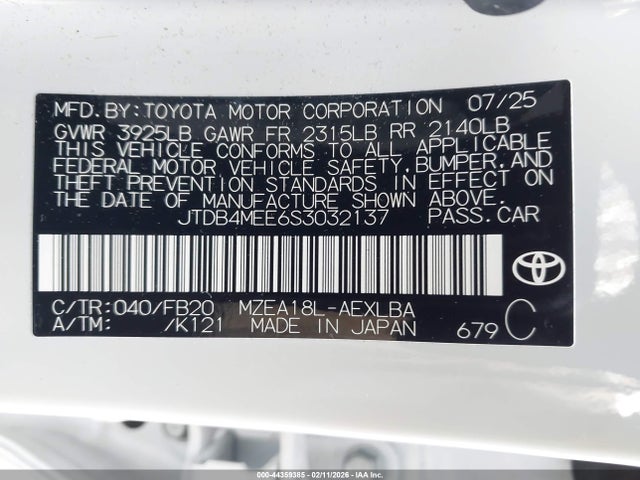 MFD.BY:TOYOTA MOTOR CORPORATION 07/25
GVWR 3925LB GAWR FR 2315LB RR 2140LB
THIS VEHICLE CONFORMS TO ALL APPLICABLE
FEDERAL MOTOR VEHICLE SAFETY,BUMPER,AND
THEFT PREVENTION STANDARDS IN EFFECT ON
THE DATE OF MANUFACTURE SHOWN ABOVE.
JTDB4MEE6S3032137 PASS.CAR
C/TR:040/FB20 MZEA18L-AEXLBA
A/TM: /K121 MADE IN JAPAN 679 C
© - 44359385 - 02/11/2026 - IAA Holdings, LLC